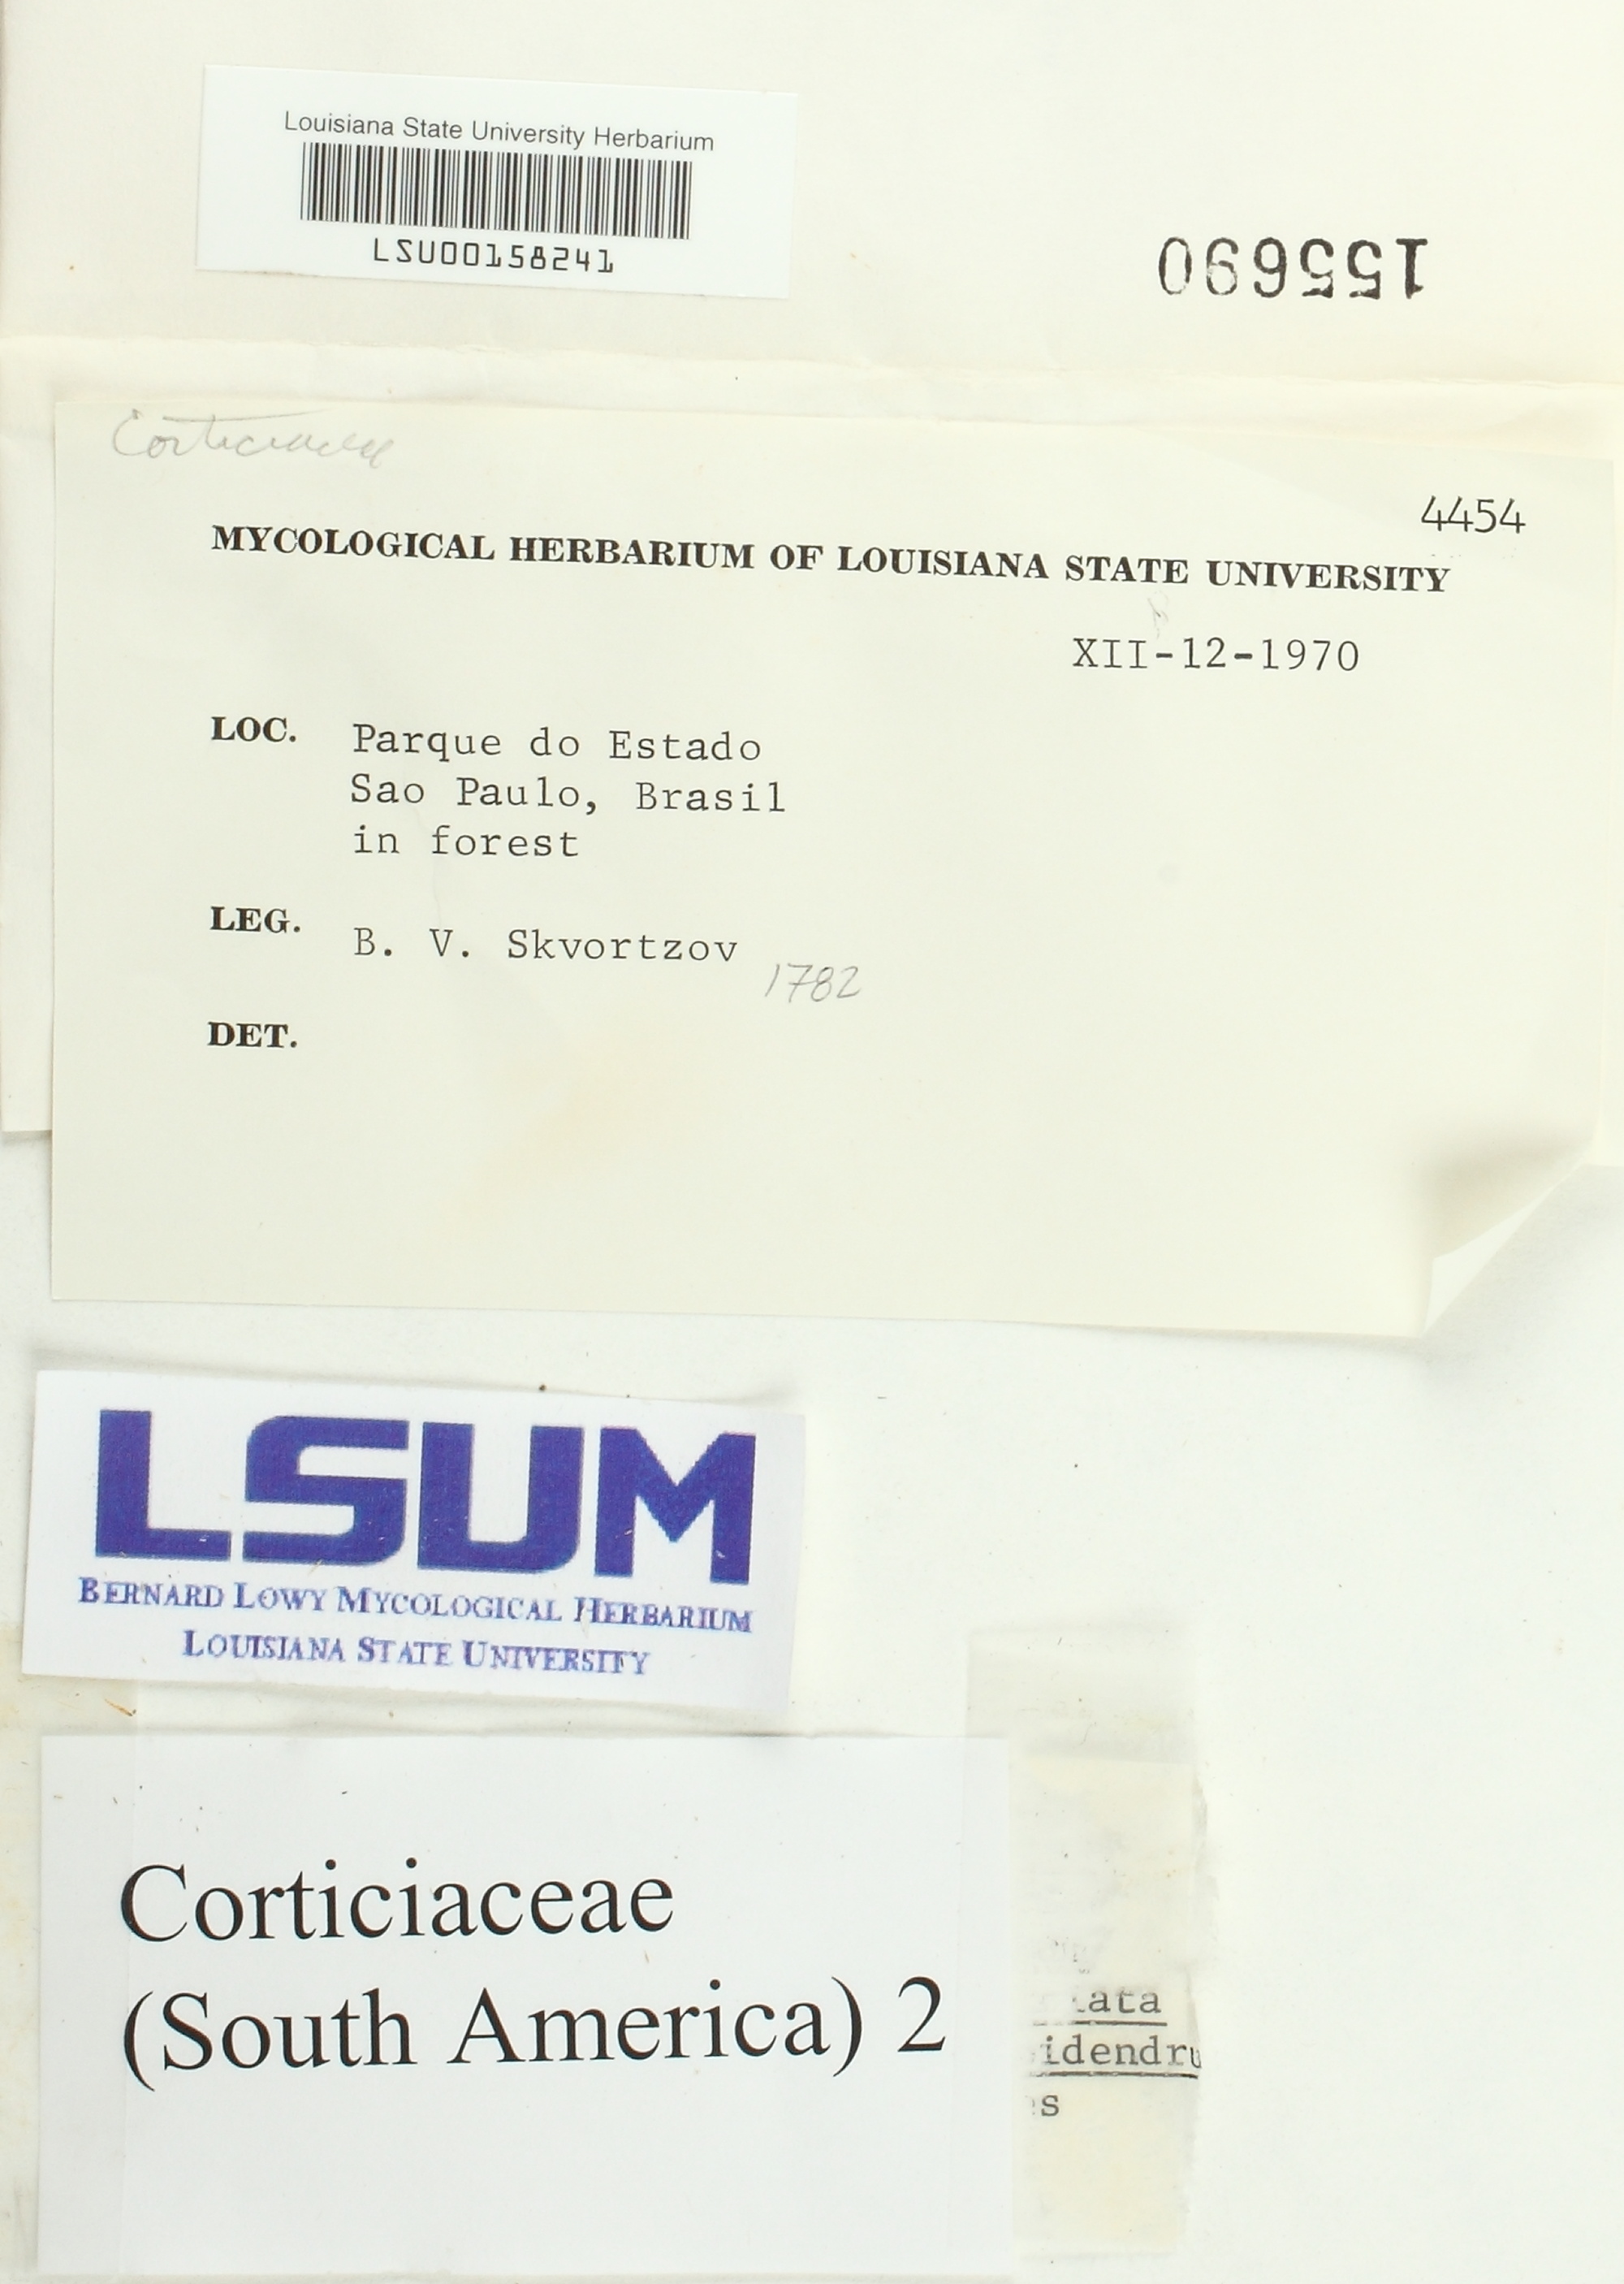 Louisiana State University Herbarium
LSU00158241
155690
Corticiaceae
4454
MYCOLOGICAL HERBARIUM OF LOUISIANA STATE UNIVERSITY
XII-12-1970
LOC. Parque do Estado
Sao Paulo, Brasil
in forest
LEG. B. V. Skvortzov
1782
DET.
LSUM
BERNARD LOWY MYCOLOGICAL HERBARIUM
LOUISIANA STATE UNIVERSITY
Corticiaceae
(South America) 2
ata
idendru
s